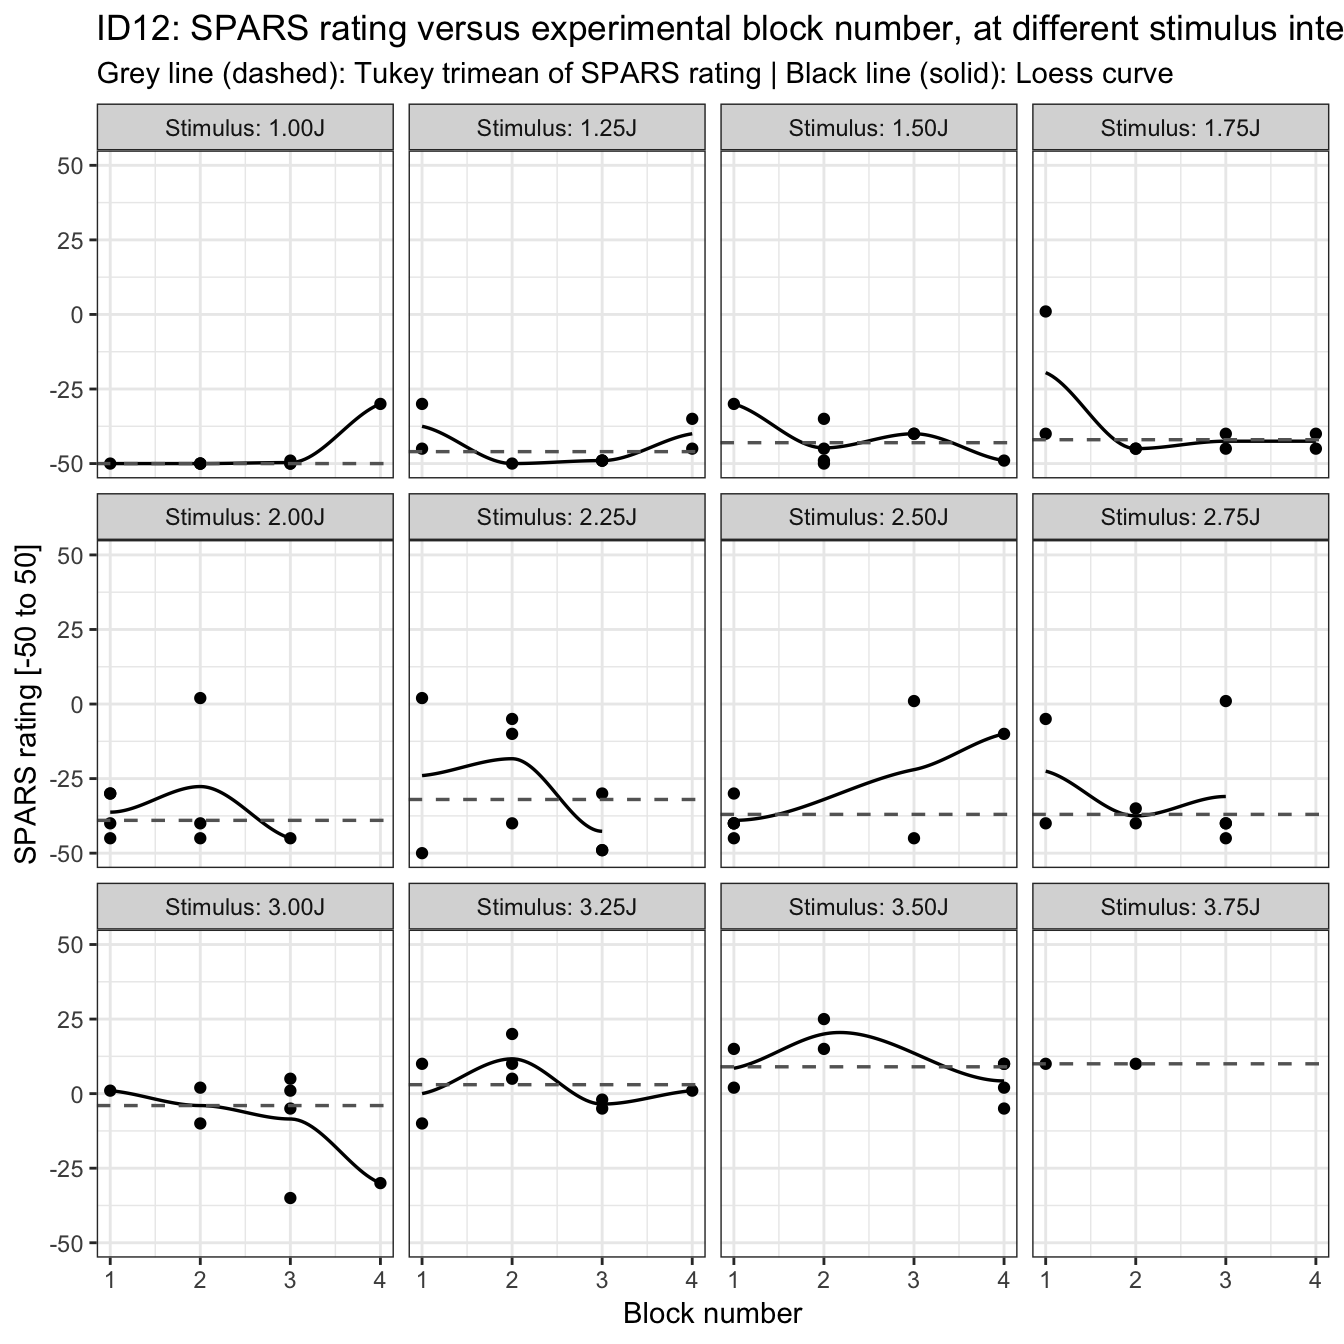 ID12: SPARS rating versus experimental block number, at different stimulus inte
Grey line (dashed): Tukey trimean of SPARS rating | Black line (solid): Loess curve
Stimulus: 1.00J
Stimulus: 1.25J
Stimulus: 1.50J
Stimulus: 1.75J
50
25
0
-25
-50
Stimulus: 2.00J
Stimulus: 2.25J
Stimulus: 2.50J
Stimulus: 2.75J
50
25
0
-25
-50
SPARS rating [-50 to 50]
Stimulus: 3.00J
Stimulus: 3.25J
Stimulus: 3.50J
Stimulus: 3.75J
50
25
0
-25
-50
1 2 3 4
1 2 3 4
1 2 3 4
1 2 3 4
Block number